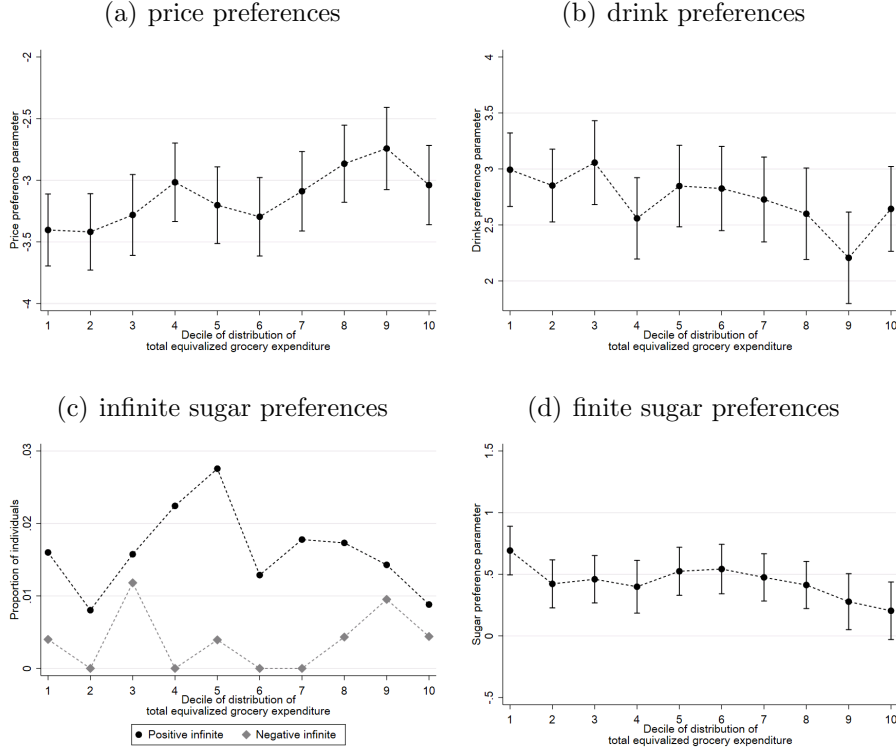 (a) price preferences
Price preference parameter
-2
-2.5
-3
-3.5
-4
1 2 3 4 5 6 7 8 9 10
Decile of distribution of
total equivalized grocery expenditure
(b) drink preferences
Drinks preference parameter
4
3.5
3
2.5
2
1 2 3 4 5 6 7 8 9 10
Decile of distribution of
total equivalized grocery expenditure
(c) infinite sugar preferences
Proportion of individuals
.03
.02
.01
0
1 2 3 4 5 6 7 8 9 10
Decile of distribution of
total equivalized grocery expenditure
Positive infinite Negative infinite
(d) finite sugar preferences
Sugar preference parameter
1.5
1
.5
0
-.5
1 2 3 4 5 6 7 8 9 10
Decile of distribution of
total equivalized grocery expenditure